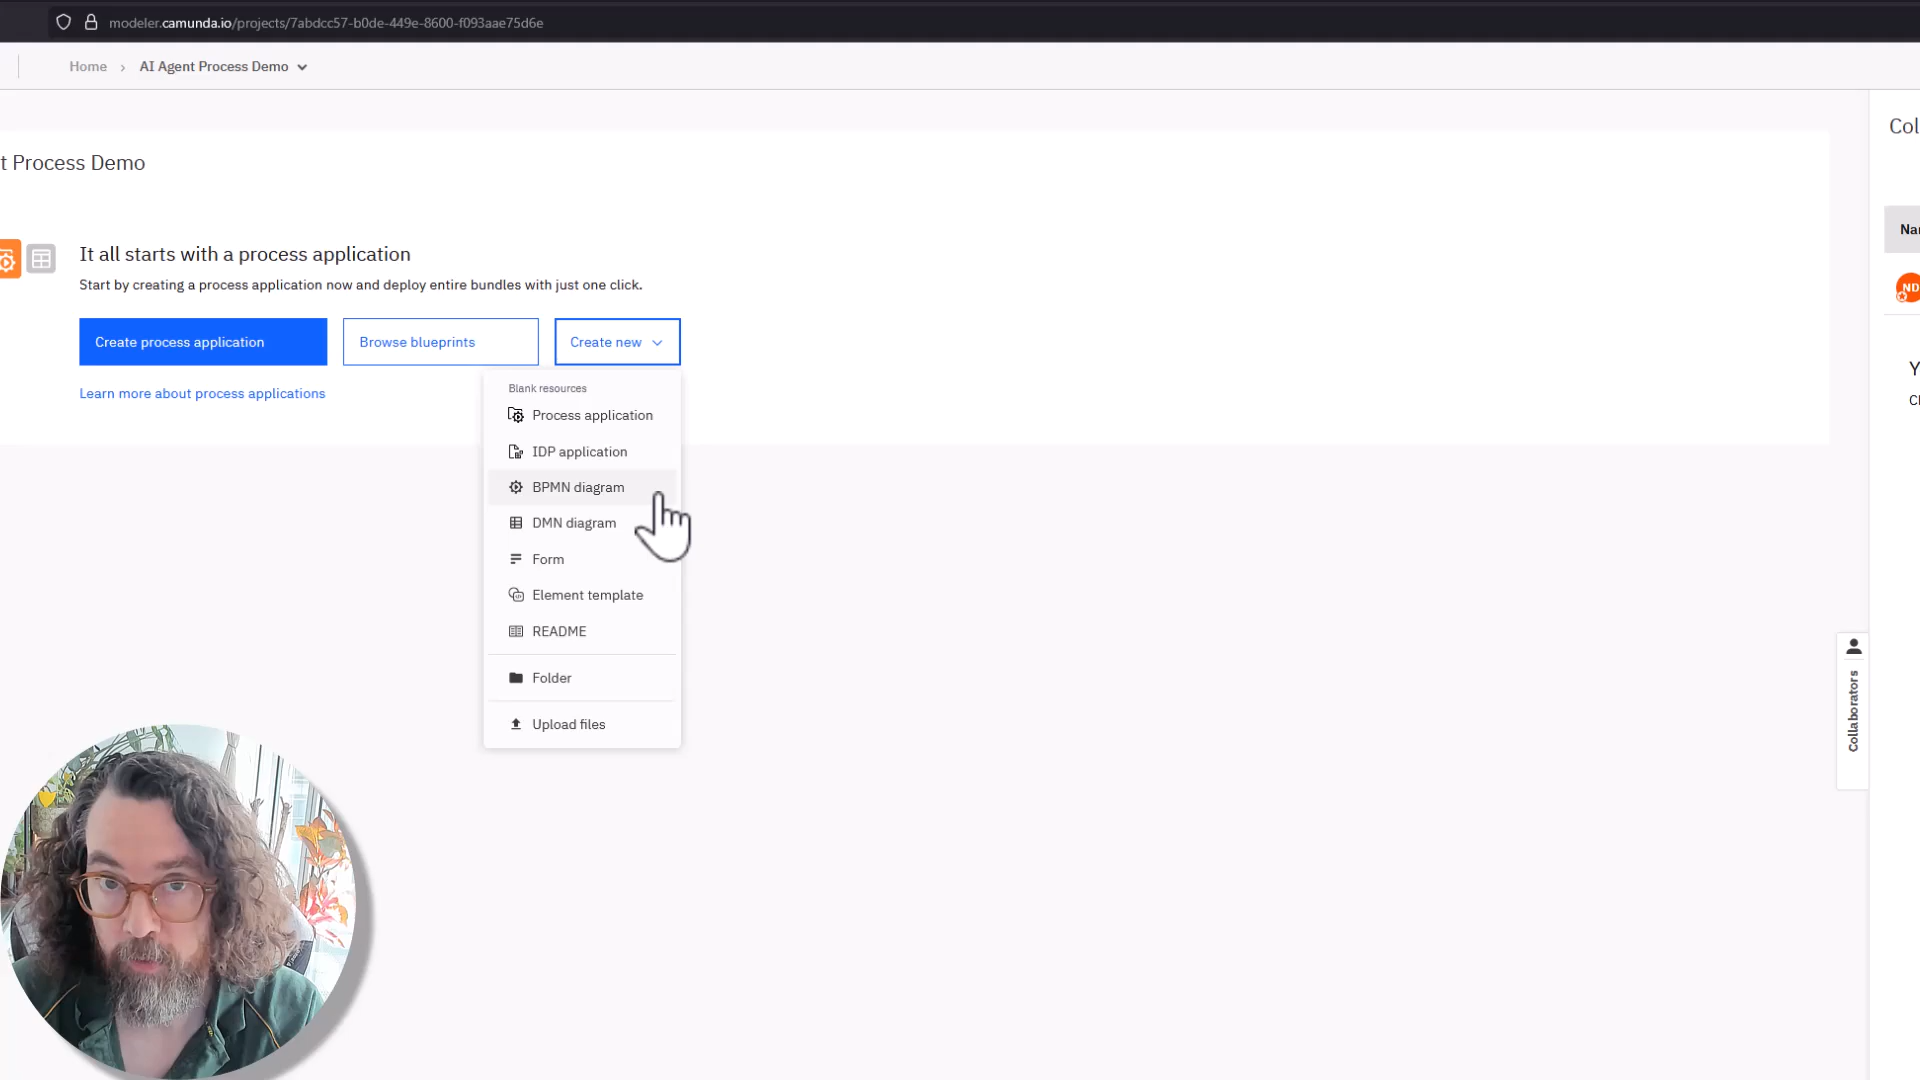 modeler.camunda.io/projects/7abdcc57-b0de-449e-8600-f093aae75d6e
Home › AI Agent Process Demo
Col
t Process Demo
Na
It all starts with a process application
Start by creating a process application now and deploy entire bundles with just one click.
ND
Create process application
Browse blueprints
Create new
Y
Learn more about process applications
Blank resources
Process application
IDP application
BPMN diagram
DMN diagram
Form
Element template
README
Folder
Upload files
Collaborators